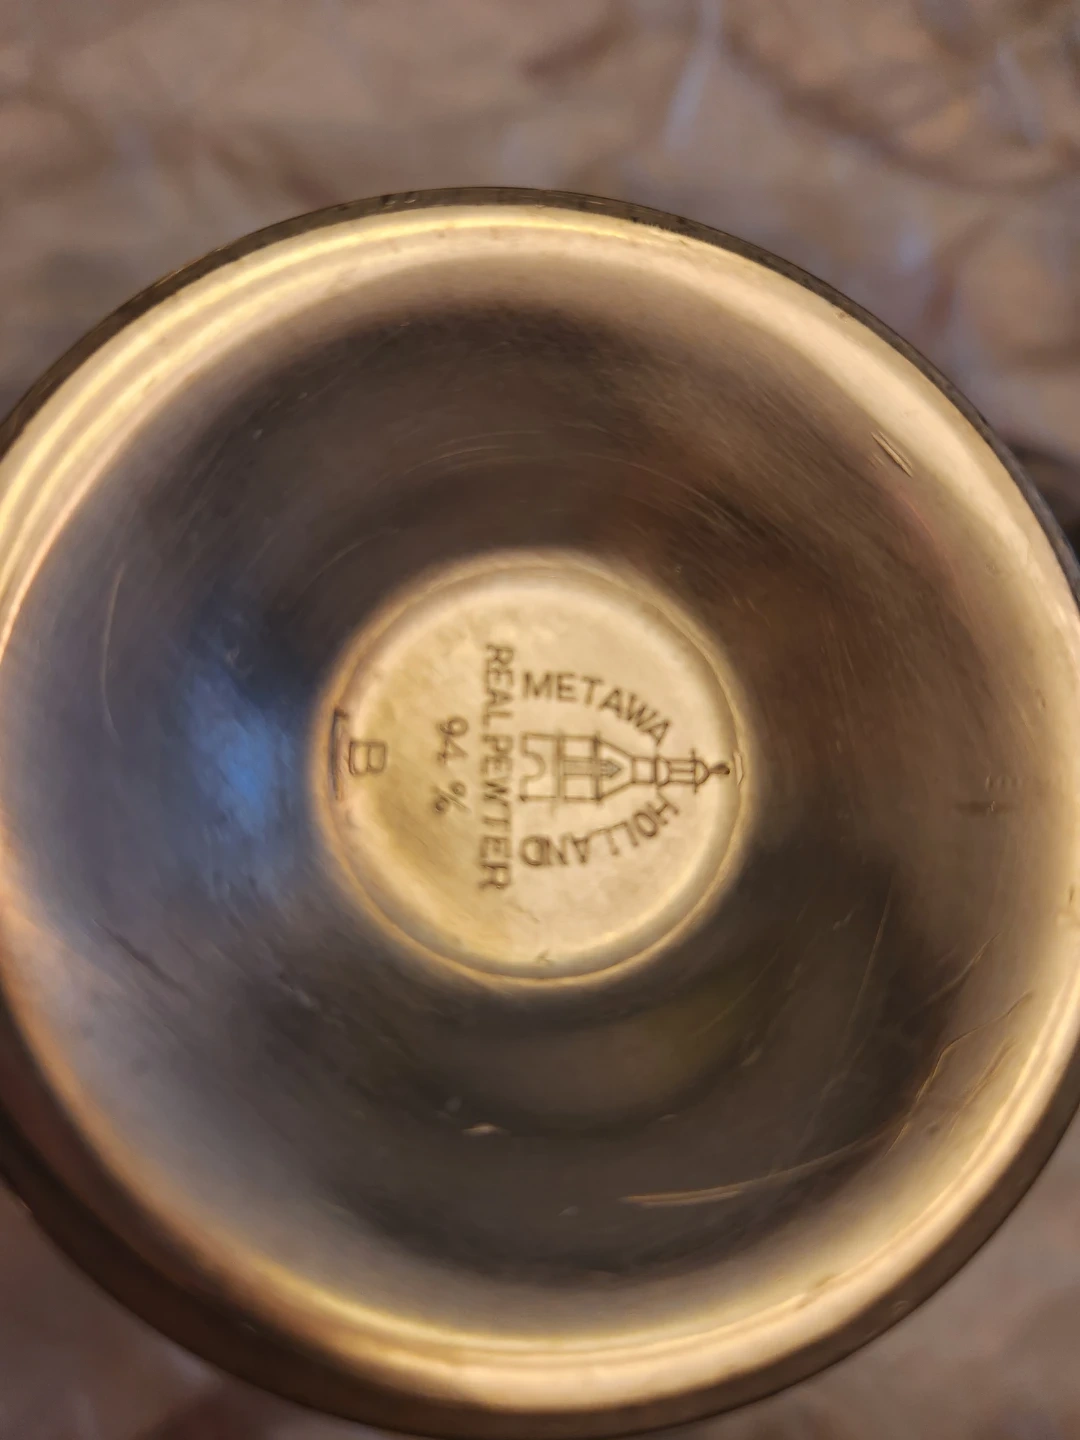 METAWA HOLLAND
REAL PEWTER
94 %
B